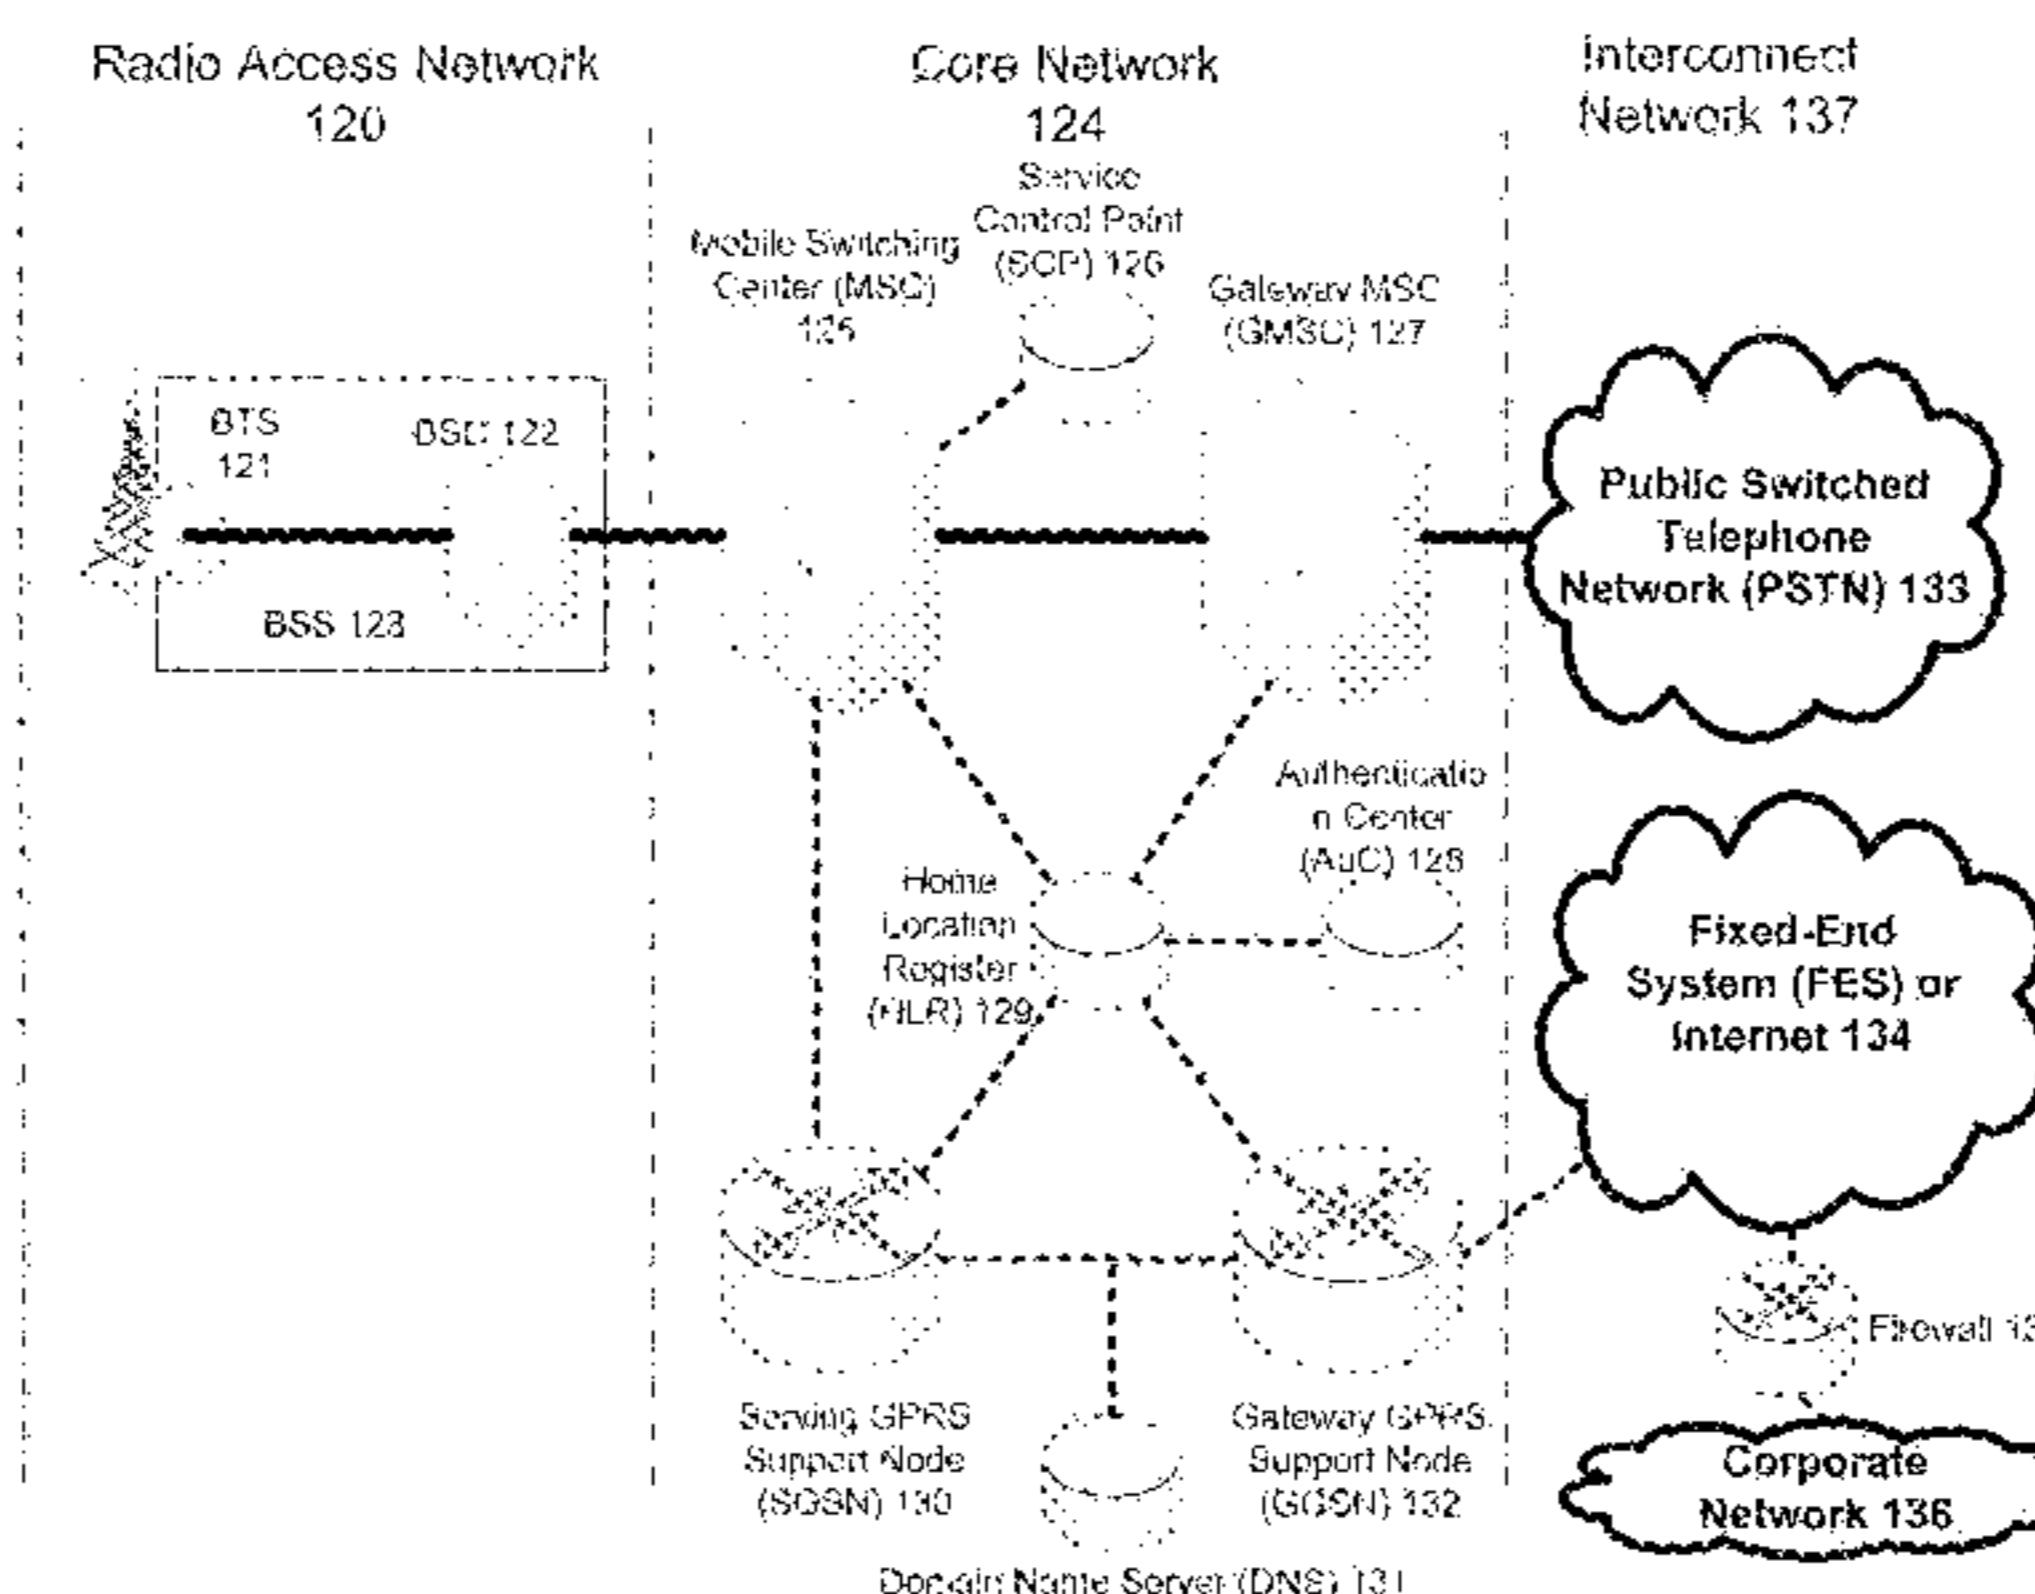 Radio Access Network
120
Core Network
124
Interconnect
Network 137
Service
Control Point
(SCP) 126
Mobile Switching
Center (MSC)
125
Gateway MSC
(GMSC) 127
BTS
121
BSC 122
BSS 123
Public Switched
Telephone
Network (PSTN) 133
Authenticatio
n Center
(AuC) 128
Home
Location
Register
(HLR) 129
Fixed-End
System (FES) or
Internet 134
Firewall
Serving GPRS
Support Node
(SGSN) 130
Gateway GPRS
Support Node
(GGSN) 132
Corporate
Network 136
Domain Name Server (DNS) 131